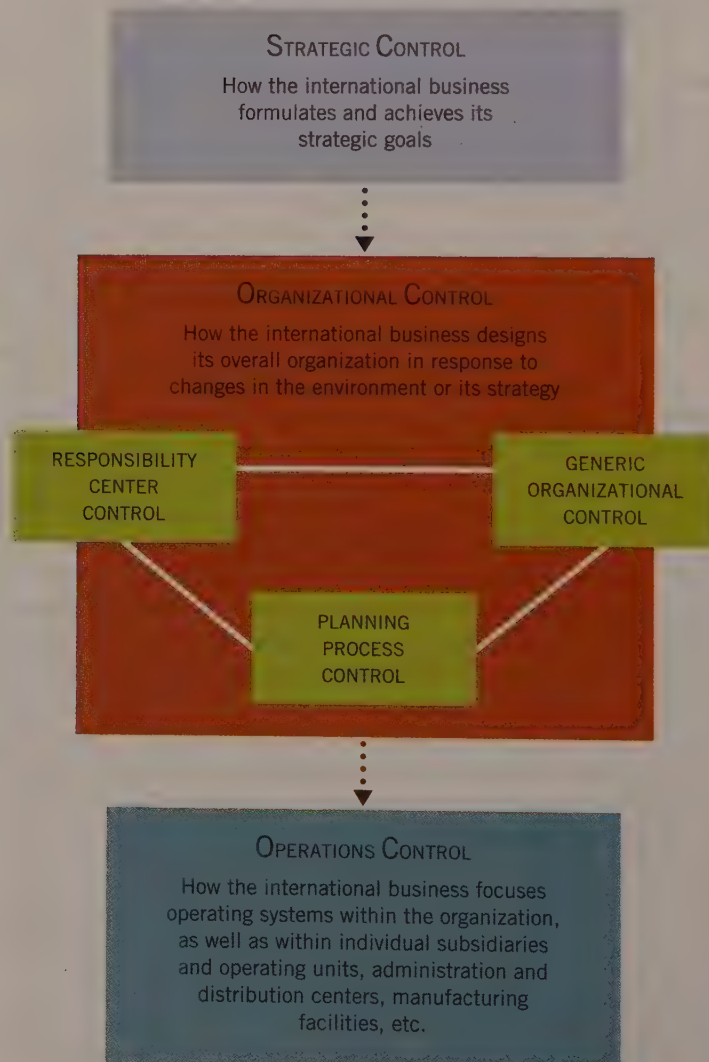 STRATEGIC CONTROL
How the international business
formulates and achieves its
strategic goals
ORGANIZATIONAL CONTROL
How the international business designs
its overall organization in response to
changes in the environment or its strategy
RESPONSIBILITY
CENTER
CONTROL
GENERIC
ORGANIZATIONAL
CONTROL
PLANNING
PROCESS
CONTROL
OPERATIONS CONTROL
How the international business focuses
operating systems within the organization,
as well as within individual subsidiaries
and operating units, administration and
distribution centers, manufacturing
facilities, etc.